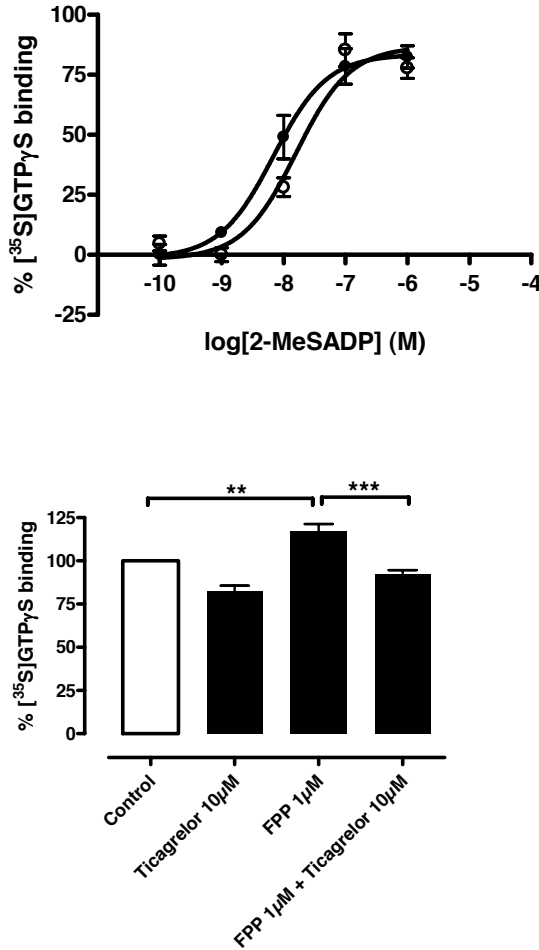 100
75
50
25
0
-25
% [³⁵S]GTPγS binding
-10 -9 -8 -7 -6 -5 -4
log[2-MeSADP] (M)
** ***
125
100
75
50
25
0
% [³⁵S]GTPγS binding
Control
Ticagrelor 10µM
FPP 1µM
FPP 1µM + Ticagrelor 10µM